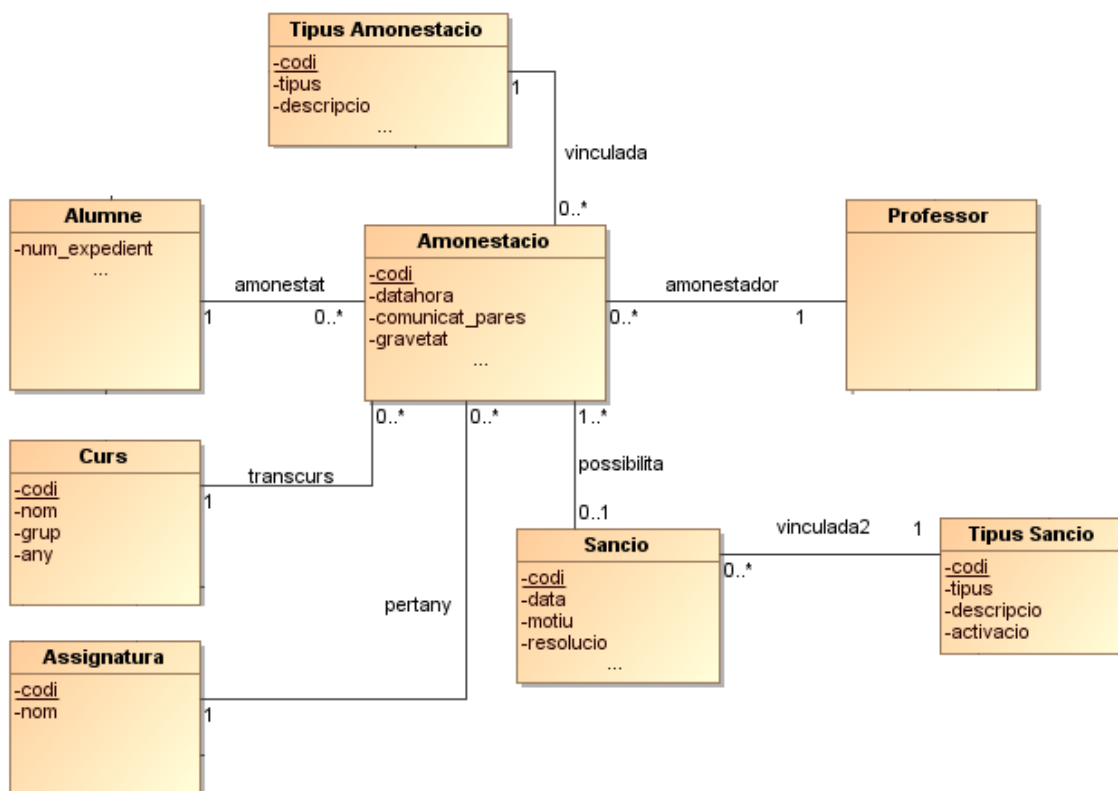 Tipus Amonestacio
-codi
-tipus
-descripcio
...
1
vinculada
0..*
Alumne
-num_expedient
...
1
amonestat
0..*
Amonestacio
-codi
-datahora
-comunicat_pares
-gravetat
...
amonestador
0..*
1
Professor
0..*
0..*
1..*
Curs
-codi
-nom
-grup
-any
1
transcurs
possibilita
0..1
Sancio
-codi
-data
-motiu
-resolucio
...
vinculada2
0..*
1
Tipus Sancio
-codi
-tipus
-descripcio
-activacio
pertany
Assignatura
-codi
-nom
1